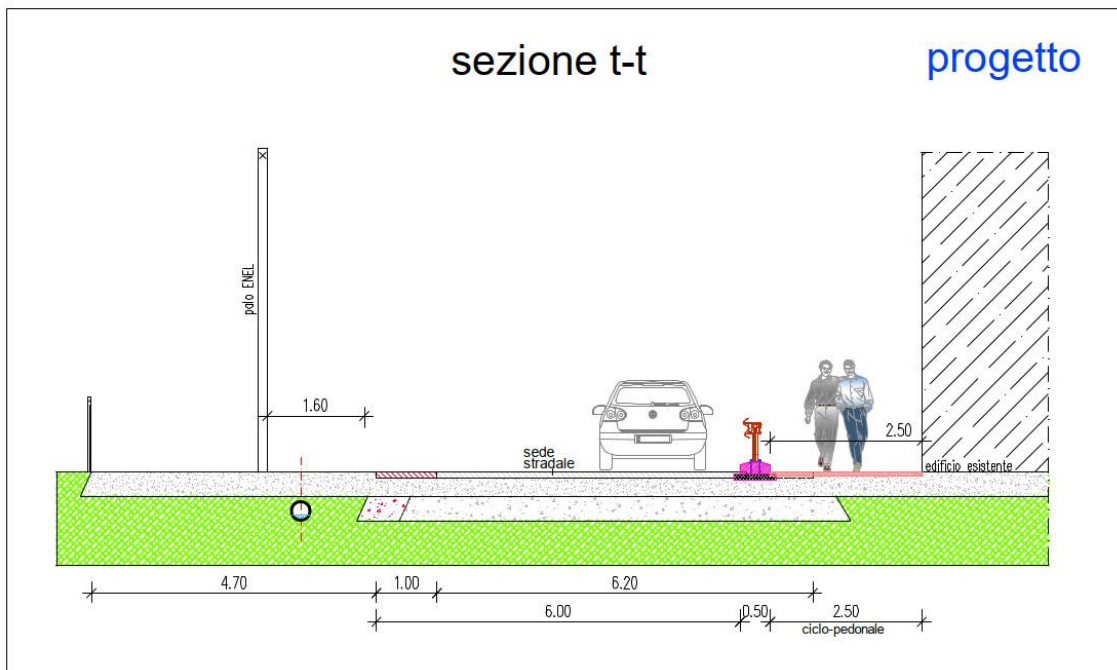 sezione t-t
progetto
palo ENEL
1.60
sede
stradale
2.50
edificio esistente
4.70
1.00
6.20
6.00
0.50
2.50
ciclo-pedonale